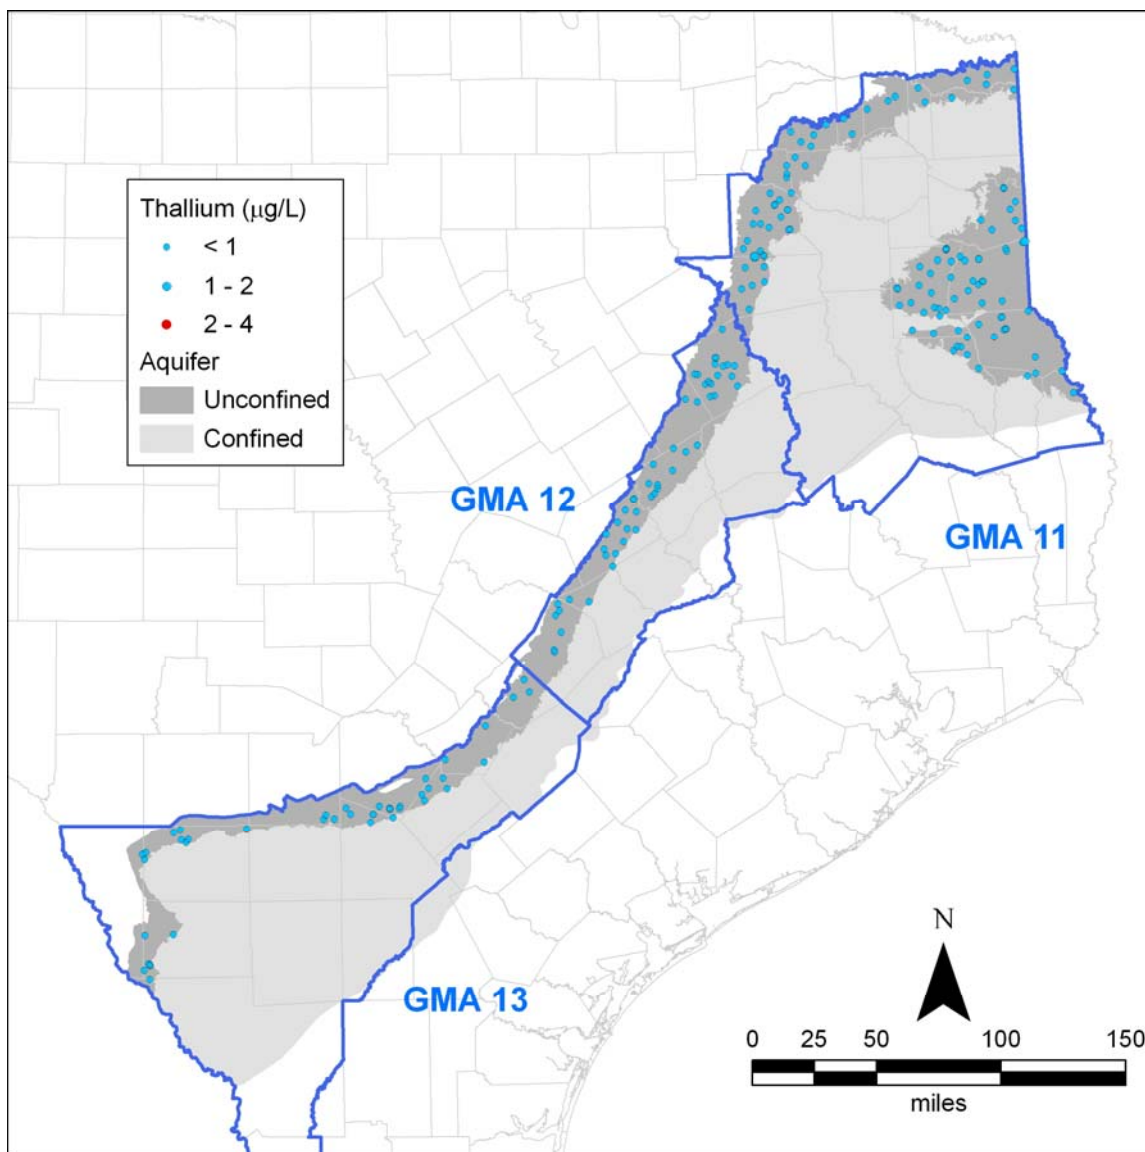 Thallium (μg/L)
< 1
1 - 2
2 - 4
Aquifer
Unconfined
Confined
GMA 12
GMA 11
GMA 13
N
0 25 50 100 150
miles